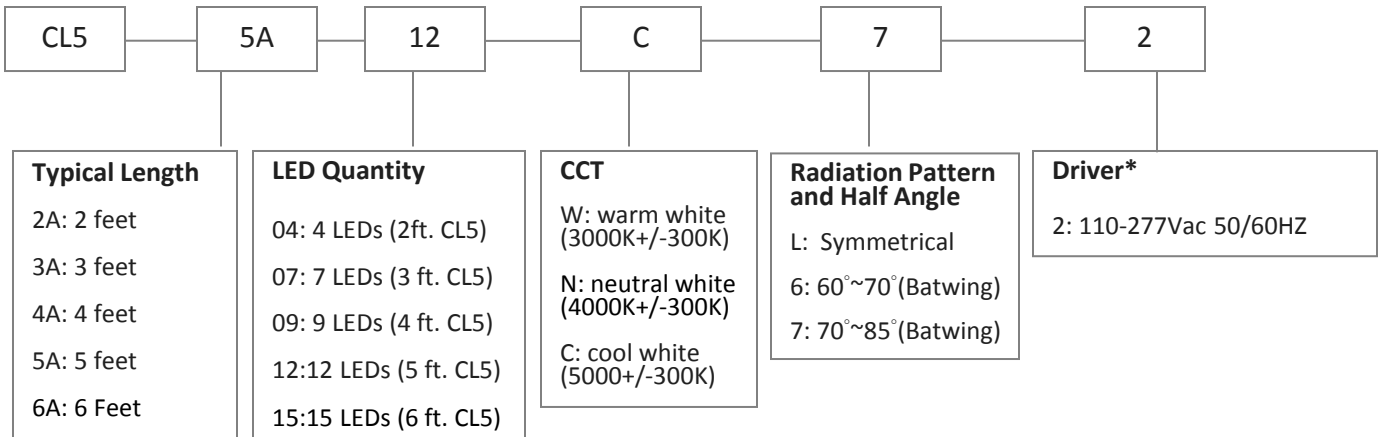 CL5 5A 12 C 7 2
Typical Length
2A: 2 feet
3A: 3 feet
4A: 4 feet
5A: 5 feet
6A: 6 Feet
LED Quantity
04: 4 LEDs (2ft. CL5)
07: 7 LEDs (3 ft. CL5)
09: 9 LEDs (4 ft. CL5)
12:12 LEDs (5 ft. CL5)
15:15 LEDs (6 ft. CL5)
CCT
W: warm white
(3000K+/-300K)
N: neutral white
(4000K+/-300K)
C: cool white
(5000+/-300K)
Radiation Pattern
and Half Angle
L: Symmetrical
6: 60°~70°(Batwing)
7: 70°~85°(Batwing)
Driver*
2: 110-277Vac 50/60HZ